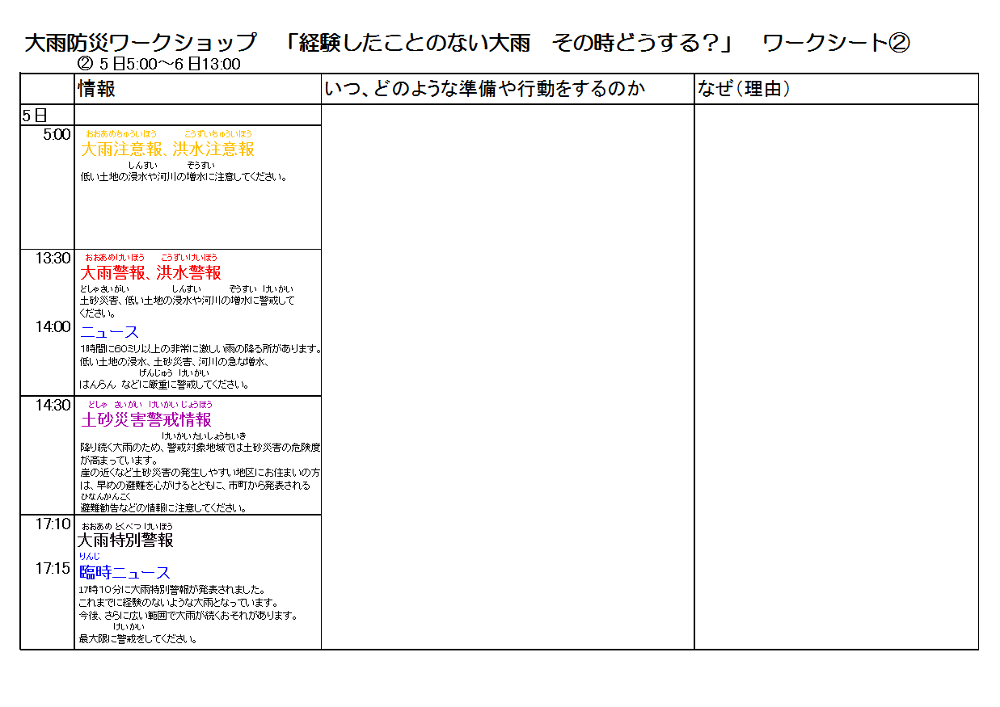 大雨防災ワークショップ　「経験したことのない大雨　その時どうする？」　ワークシート②
② ５日5:00～６日13:00
情報
いつ、どのような準備や行動をするのか
なぜ（理由）
５日
5:00
おおあめちゅういほう　こうずいちゅういほう
大雨注意報、洪水注意報
しんすい　ぞうすい
低い土地の浸水や河川の増水に注意してください。
13:30
おおあめけいほう　こうずいけいほう
大雨警報、洪水警報
どしゃさいがい　しんすい　ぞうすい　けいかい
土砂災害、低い土地の浸水や河川の増水に警戒して
ください。
14:00
ニュース
１時間に６０ミリ以上の非常に激しい雨の降る所があります。
低い土地の浸水、土砂災害、河川の急な増水、
げんじゅう　けいかい
はんらん などに厳重に警戒してください。
14:30
どしゃ　さいがい　けいかい じょうほう
土砂災害警戒情報
けいかいたいしょうちいき
降り続く大雨のため、警戒対象地域では土砂災害の危険度
が高まっています。
崖の近くなど土砂災害の発生しやすい地区にお住まいの方
は、早めの避難を心がけるとともに、市町から発表される
ひなんかんこく
避難勧告などの情報に注意してください。
17:10
おおあめ とくべつ けいほう
大雨特別警報
17:15
りんじ
臨時ニュース
17時１０分に大雨特別警報が発表されました。
これまでに経験のないような大雨となっています。
今後、さらに広い範囲で大雨が続くおそれがあります。
けいかい
最大限に警戒をしてください。